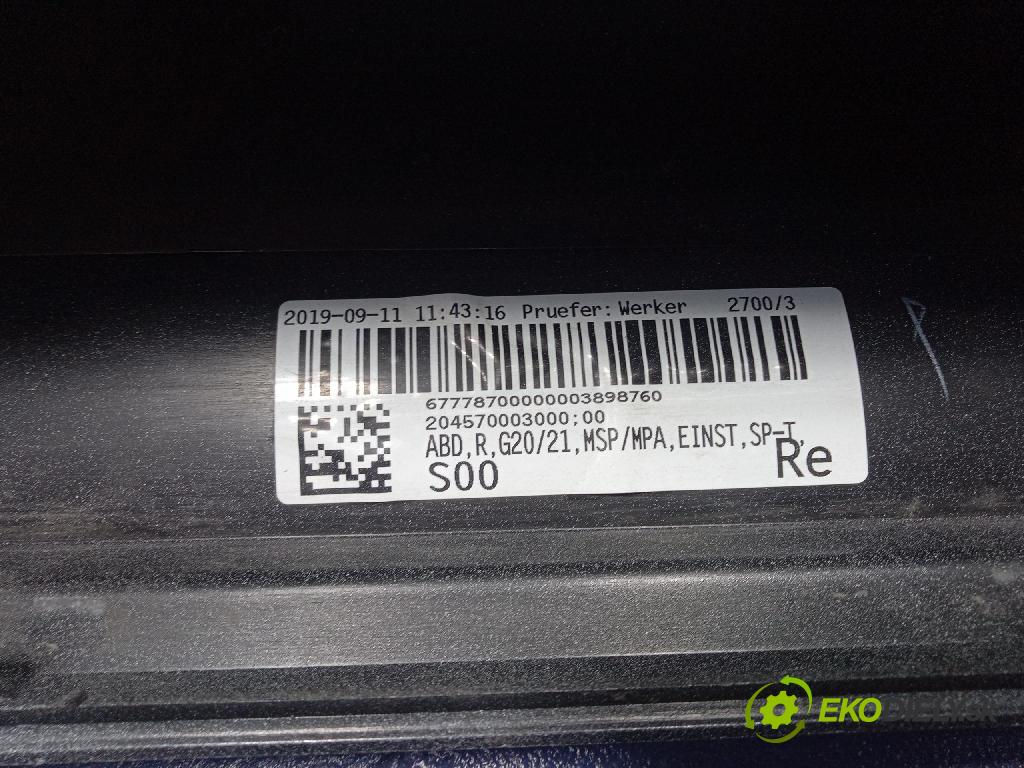 2019-09-11 11:43:16 Pruefer: Werker 2700/3
67778700000003898760
204570003000;00
ABD,R,G20/21,MSP/MPA,EINST,SP-T,
S00 Re
EKO